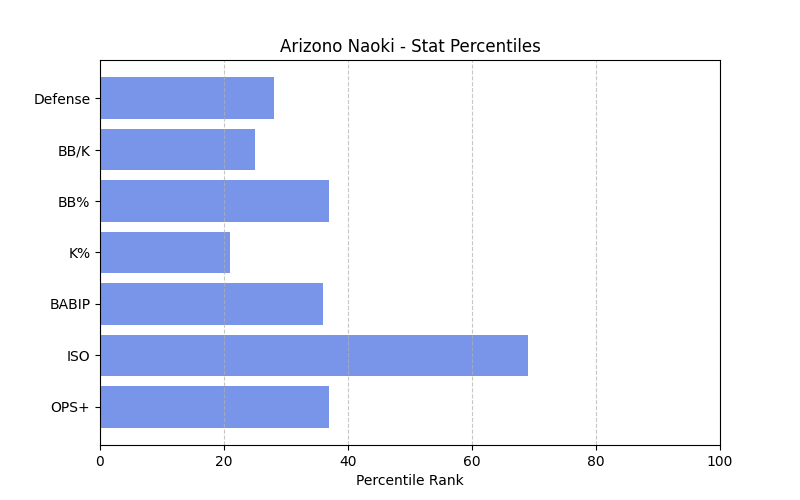 Arizono Naoki - Stat Percentiles
Defense
BB/K
BB%
K%
BABIP
ISO
OPS+
0 20 40 60 80 100
Percentile Rank